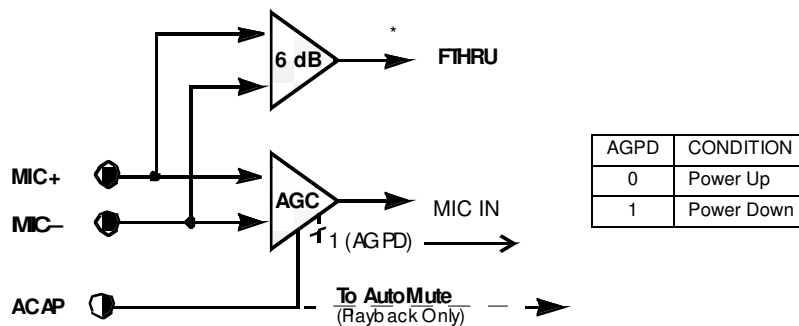 *
6 dB
FTHRU
MIC+
MIC–
AGC
MIC IN
1 (AGPD)
ACAP
To AutoMute
(Playback Only)
AGPD CONDITION
0 Power Up
1 Power Down